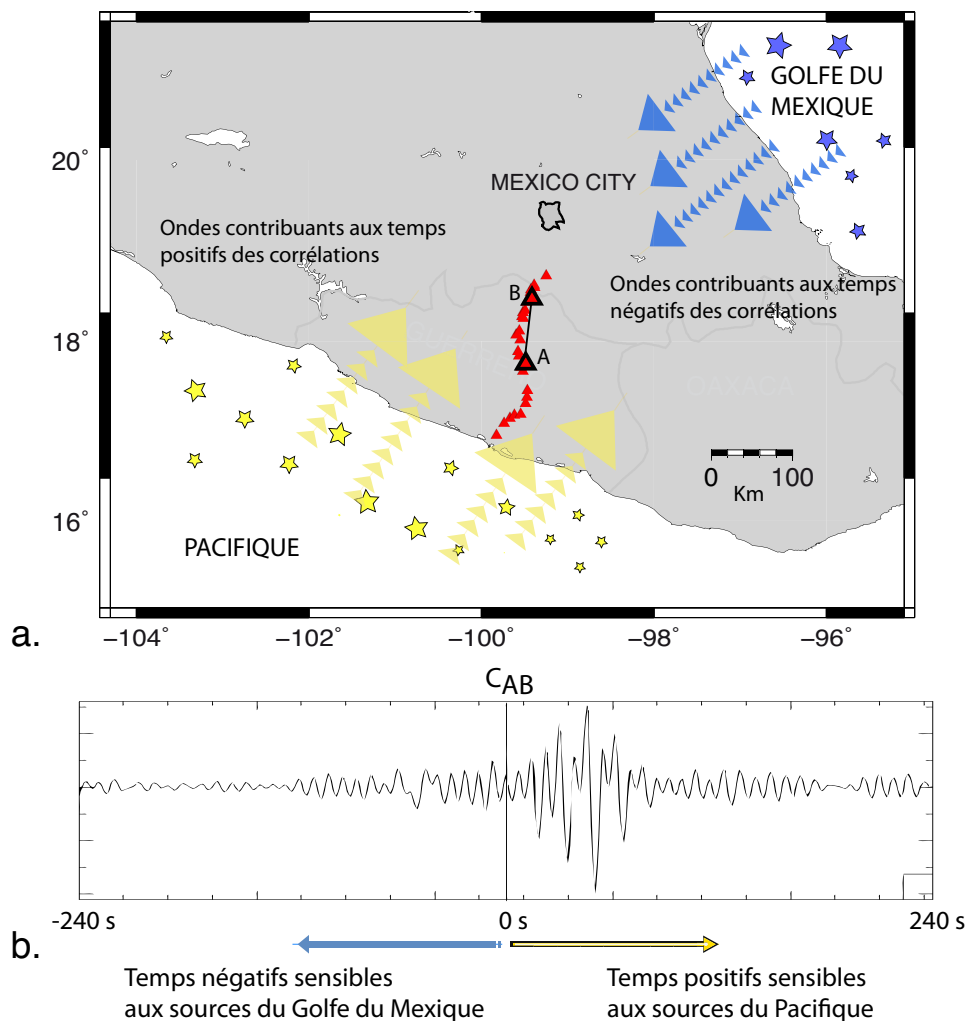 a.
GOLFE DU
MEXIQUE
20°
MEXICO CITY
Ondes contribuants aux temps
positifs des corrélations
Ondes contribuants aux temps
négatifs des corrélations
B
18°
A
OAXACA
0 100
Km
16°
PACIFIQUE
−104° −102° −100° −98° −96°
CAB
-240 s 0 s 240 s
b.
Temps négatifs sensibles
aux sources du Golfe du Mexique
Temps positifs sensibles
aux sources du Pacifique